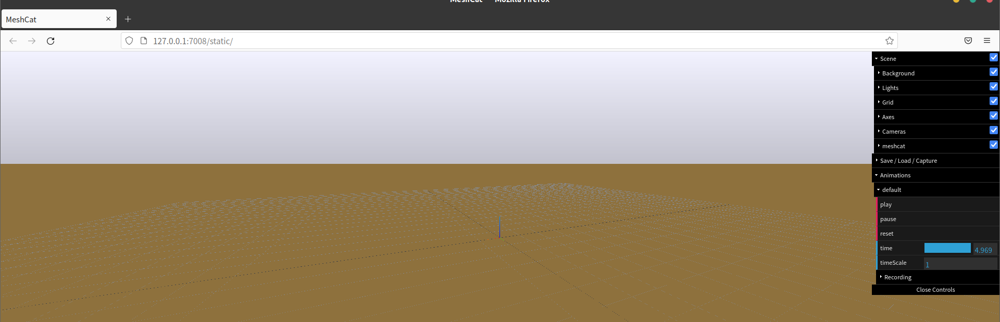 MeshCat — Mozilla Firefox
MeshCat
127.0.0.1:7008/static/
Scene
Background
Lights
Grid
Axes
Cameras
meshcat
Save / Load / Capture
Animations
default
play
pause
reset
time 4.969
timeScale 1
Recording
Close Controls